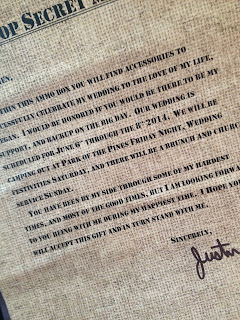 OP SECRET
EN,
THIN THIS AMMO BOX YOU WILL FIND ACCESSORIES TO
CELEBRATE MY WEDDING TO THE LOVE OF MY LIFE,
EGAN. I WOULD BE HONORED IF YOU WOULD BE THERE TO BE MY
SUPPORT, AND BACKUP ON THE BIG DAY. OUR WEDDING IS
SCHEDULED FOR JUNE 6TH THROUGH THE 8TH 2014. WE WILL BE
CAMPING OUT AT PARK OF THE PINES FRIDAY NIGHT, WEDDING
FESTIVITIES SATURDAY, AND THERE WILL BE A BRUNCH AND CHURCH
SERVICE SUNDAY.
YOU HAVE BEEN BY MY SIDE THROUGH SOME OF MY HARDEST
TIMES, AND MOST OF THE GOOD TIMES, BUT I AM LOOKING FORWARD
TO YOU BEING WITH ME DURING MY HAPPIEST TIME. I HOPE YOU
WILL ACCEPT THIS GIFT AND IN TURN STAND WITH ME.
SINCERELY,
Justin